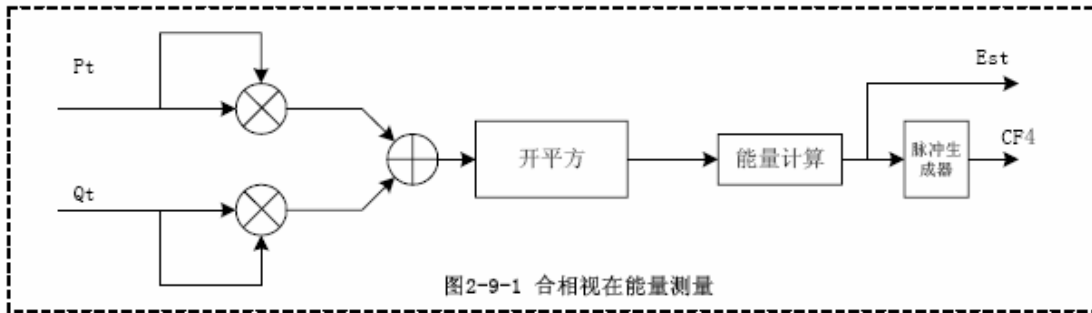 Pt
Est
开平方
能量计算
脉冲生
成器
CF4
Qt
图2-9-1 合相视在能量测量